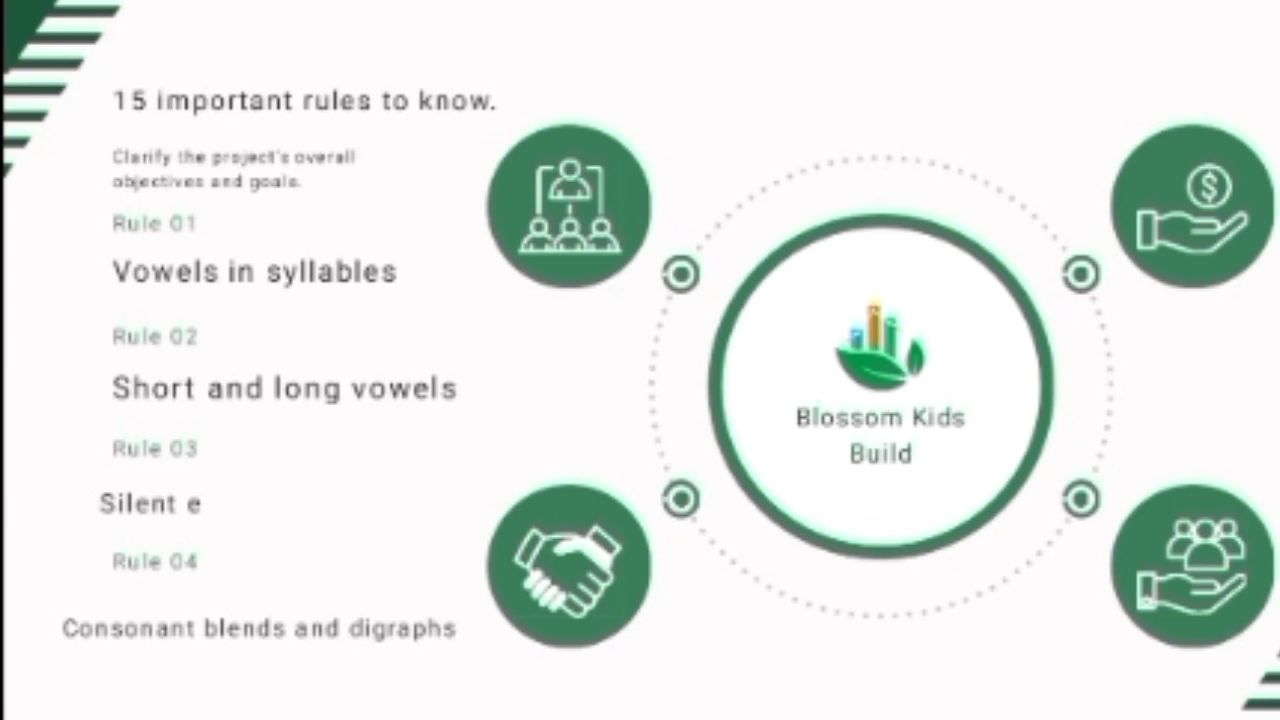 15 important rules to know.
Clarify the project's overall
objectives and goals.
Rule 01
Vowels in syllables
Rule 02
Short and long vowels
Rule 03
Silent e
Rule 04
Consonant blends and digraphs
$
Blossom Kids
Build